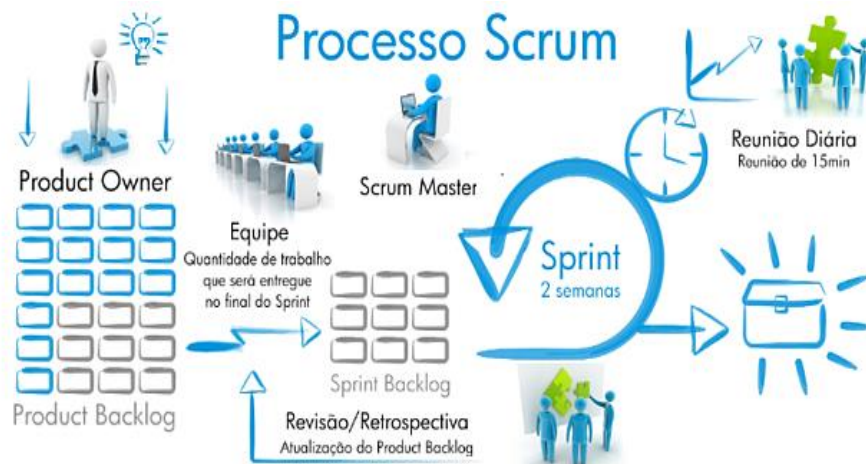 Processo Scrum
Product Owner
Product Backlog
Equipe
Quantidade de trabalho
que será entregue
no final do Sprint
Scrum Master
Sprint Backlog
Revisão/Retrospectiva
Atualização do Product Backlog
Sprint
2 semanas
Reunião Diária
Reunião de 15min